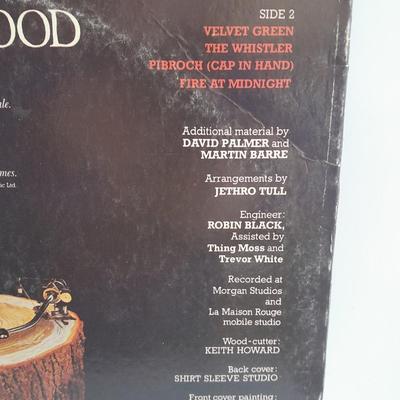 OOD
SIDE 2
VELVET GREEN
THE WHISTLER
PIBROCH (CAP IN HAND)
FIRE AT MIDNIGHT
Additional material by
DAVID PALMER and
MARTIN BARRE
Arrangements by
JETHRO TULL
Engineer:
ROBIN BLACK,
Assisted by
Thing Moss and
Trevor White
Recorded at
Morgan Studios
and
La Maison Rouge
mobile studio
Wood-cutter:
KEITH HOWARD
Back cover:
SHIRT SLEEVE STUDIO
Front cover painting: